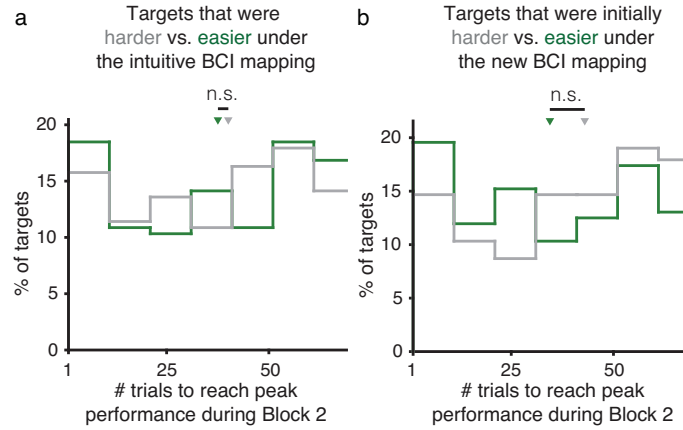 a
Targets that were
harder vs. easier under
the intuitive BCI mapping
n.s.
20
15
10
5
0
% of targets
1
25
50
# trials to reach peak
performance during Block 2
b
Targets that were initially
harder vs. easier under
the new BCI mapping
n.s.
20
15
10
5
0
% of targets
1
25
50
# trials to reach peak
performance during Block 2